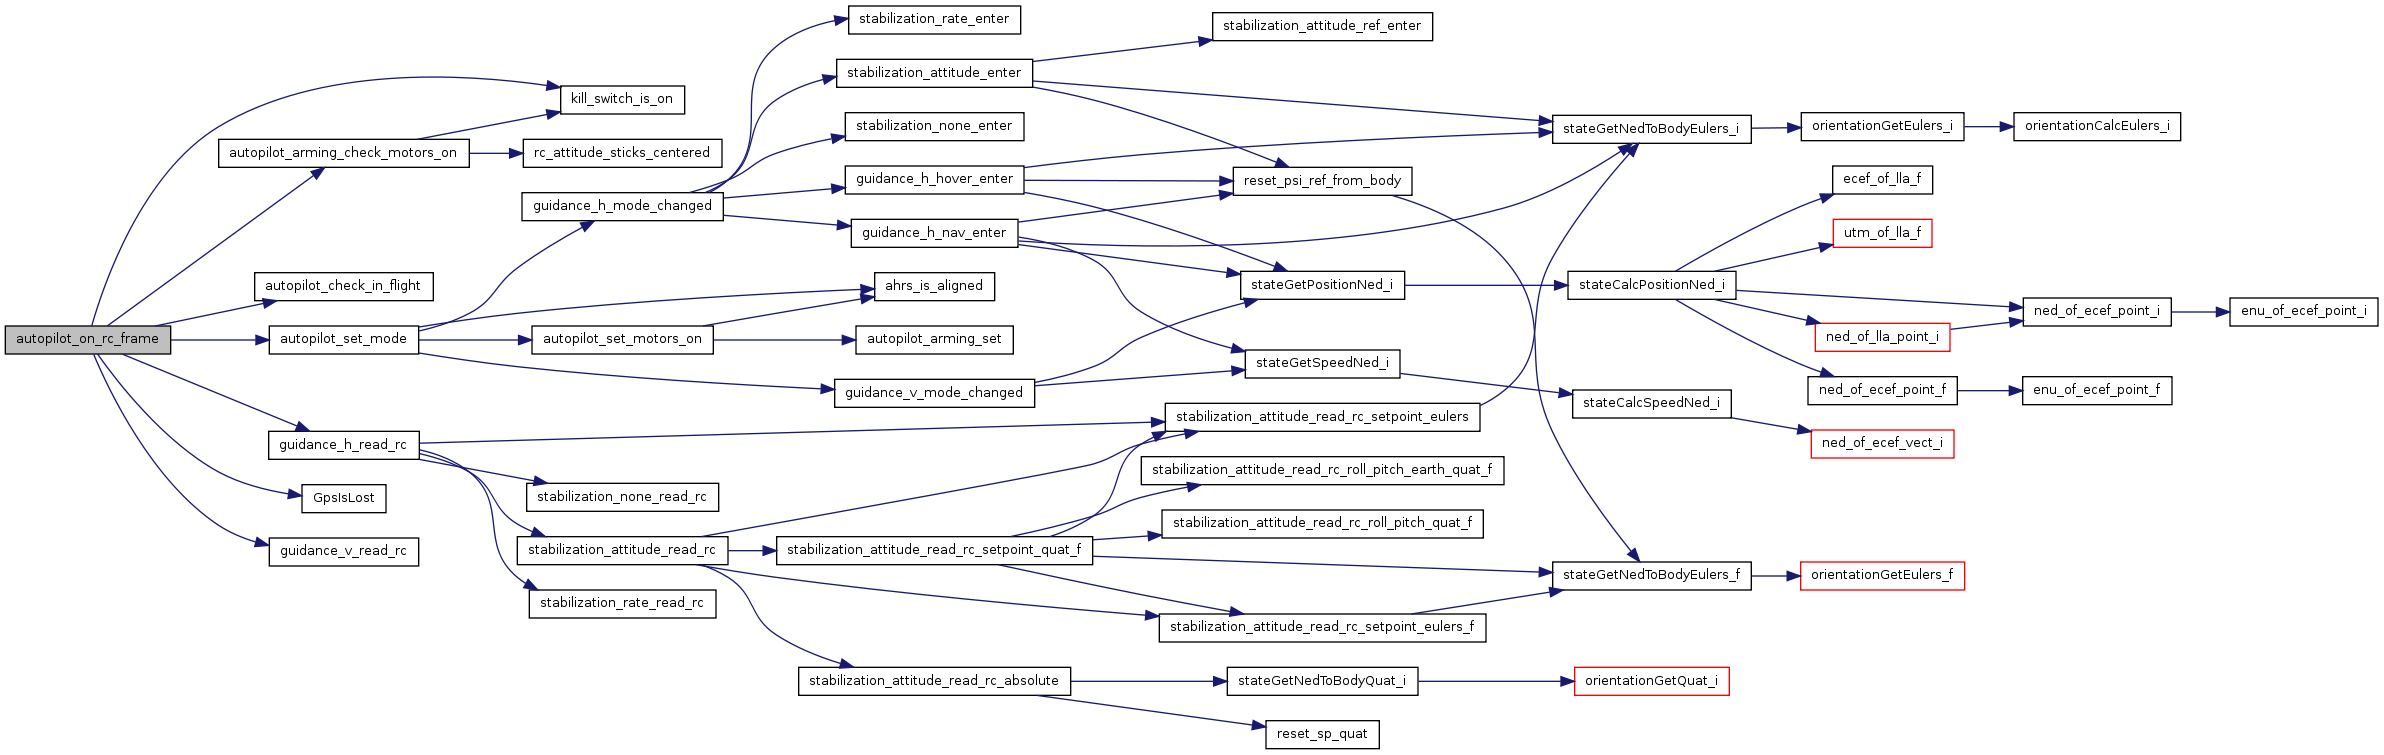 autopilot_on_rc_frame
kill_switch_is_on
autopilot_arming_check_motors_on
rc_attitude_sticks_centered
autopilot_check_in_flight
autopilot_set_mode
guidance_h_read_rc
GpsIsLost
guidance_v_read_rc
guidance_h_mode_changed
autopilot_set_motors_on
stabilization_none_read_rc
stabilization_attitude_read_rc
stabilization_rate_read_rc
stabilization_rate_enter
stabilization_attitude_enter
stabilization_none_enter
guidance_h_hover_enter
guidance_h_nav_enter
ahrs_is_aligned
autopilot_arming_set
guidance_v_mode_changed
stabilization_attitude_read_rc_setpoint_quat_f
stabilization_attitude_read_rc_absolute
stabilization_attitude_ref_enter
reset_psi_ref_from_body
stateGetPositionNed_i
stateGetSpeedNed_i
stabilization_attitude_read_rc_setpoint_eulers
stabilization_attitude_read_rc_roll_pitch_earth_quat_f
stabilization_attitude_read_rc_roll_pitch_quat_f
stabilization_attitude_read_rc_setpoint_eulers_f
stateGetNedToBodyQuat_i
reset_sp_quat
stateGetNedToBodyEulers_i
stateCalcPositionNed_i
stateCalcSpeedNed_i
stateGetNedToBodyEulers_f
orientationGetQuat_i
orientationGetEulers_i
ecef_of_lla_f
utm_of_lla_f
ned_of_lla_point_i
ned_of_ecef_point_f
ned_of_ecef_vect_i
orientationGetEulers_f
orientationCalcEulers_i
ned_of_ecef_point_i
enu_of_ecef_point_f
enu_of_ecef_point_i